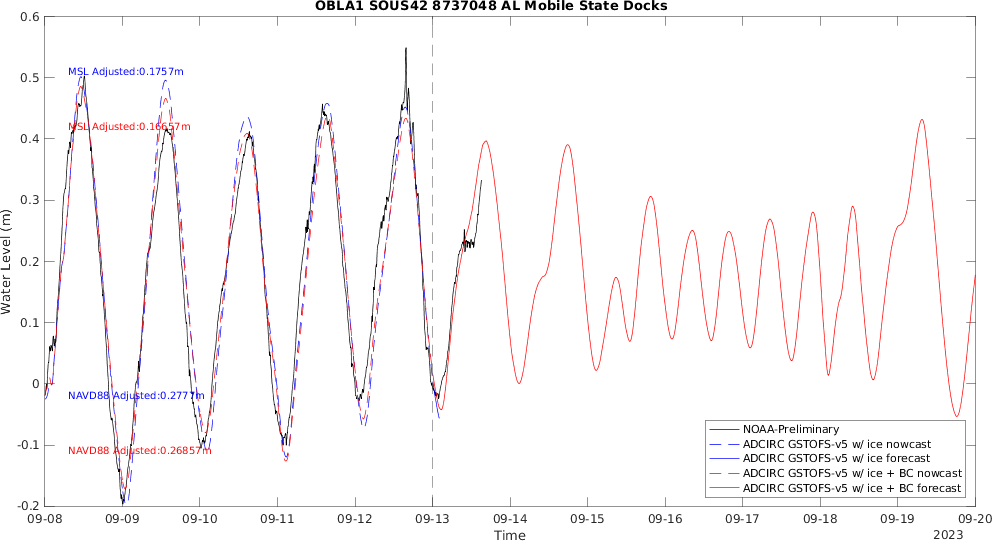 OBLA1 SOUS42 8737048 AL Mobile State Docks
0.6
0.5
0.4
0.3
0.2
0.1
0
-0.1
-0.2
Water Level (m)
MSL Adjusted:0.1757m
MSL Adjusted:0.16657m
NAVD88 Adjusted:0.2777m
NAVD88 Adjusted:0.26857m
NOAA-Preliminary
ADCIRC GSTOFS-v5 w/ ice nowcast
ADCIRC GSTOFS-v5 w/ ice forecast
ADCIRC GSTOFS-v5 w/ ice + BC nowcast
ADCIRC GSTOFS-v5 w/ ice + BC forecast
09-08 09-09 09-10 09-11 09-12 09-13 09-14 09-15 09-16 09-17 09-18 09-19 09-20
Time
2023